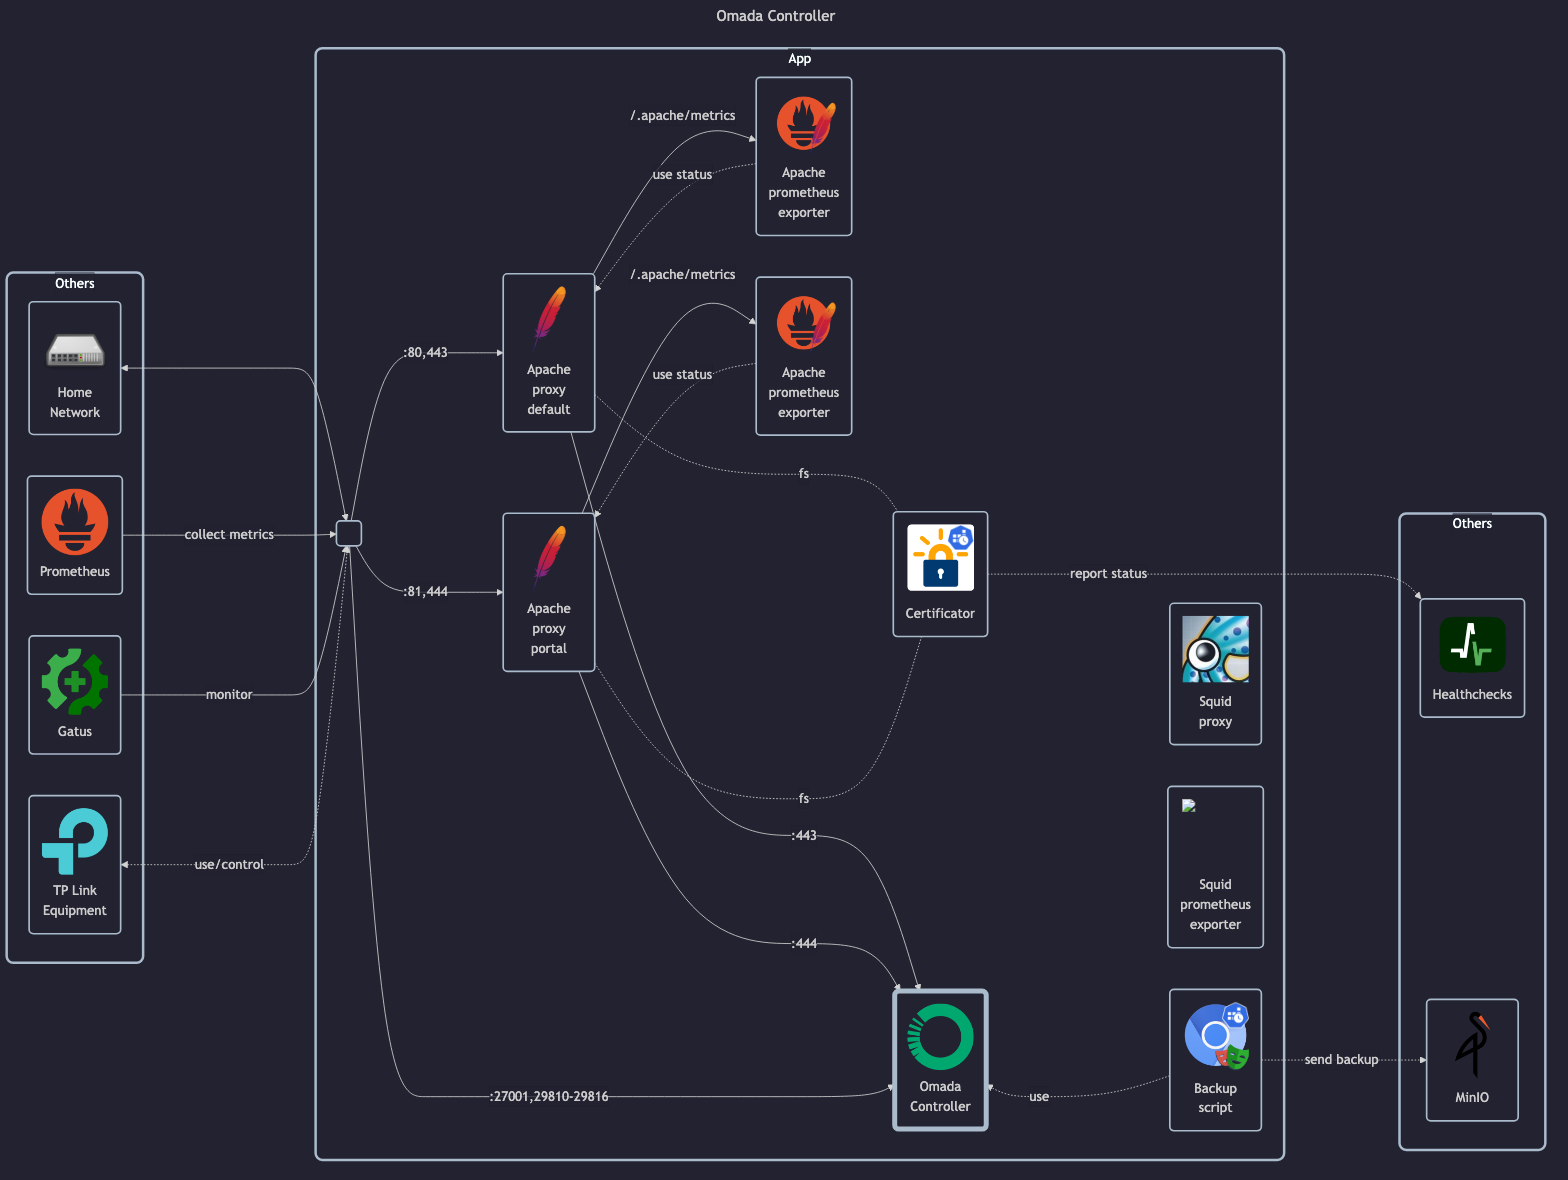 Omada Controller
App
/.apache/metrics
use status
Apache
prometheus
exporter
/.apache/metrics
use status
Apache
prometheus
exporter
Others
Home
Network
collect metrics
Prometheus
monitor
Gatus
use/control
TP Link
Equipment
:80,443
Apache
proxy
default
:81,444
Apache
proxy
portal
fs
fs
:443
:444
:27001,29810-29816
Certificator
report status
Squid
proxy
Squid
prometheus
exporter
Omada
Controller
use
Backup
script
send backup
Others
Healthchecks
MinIO